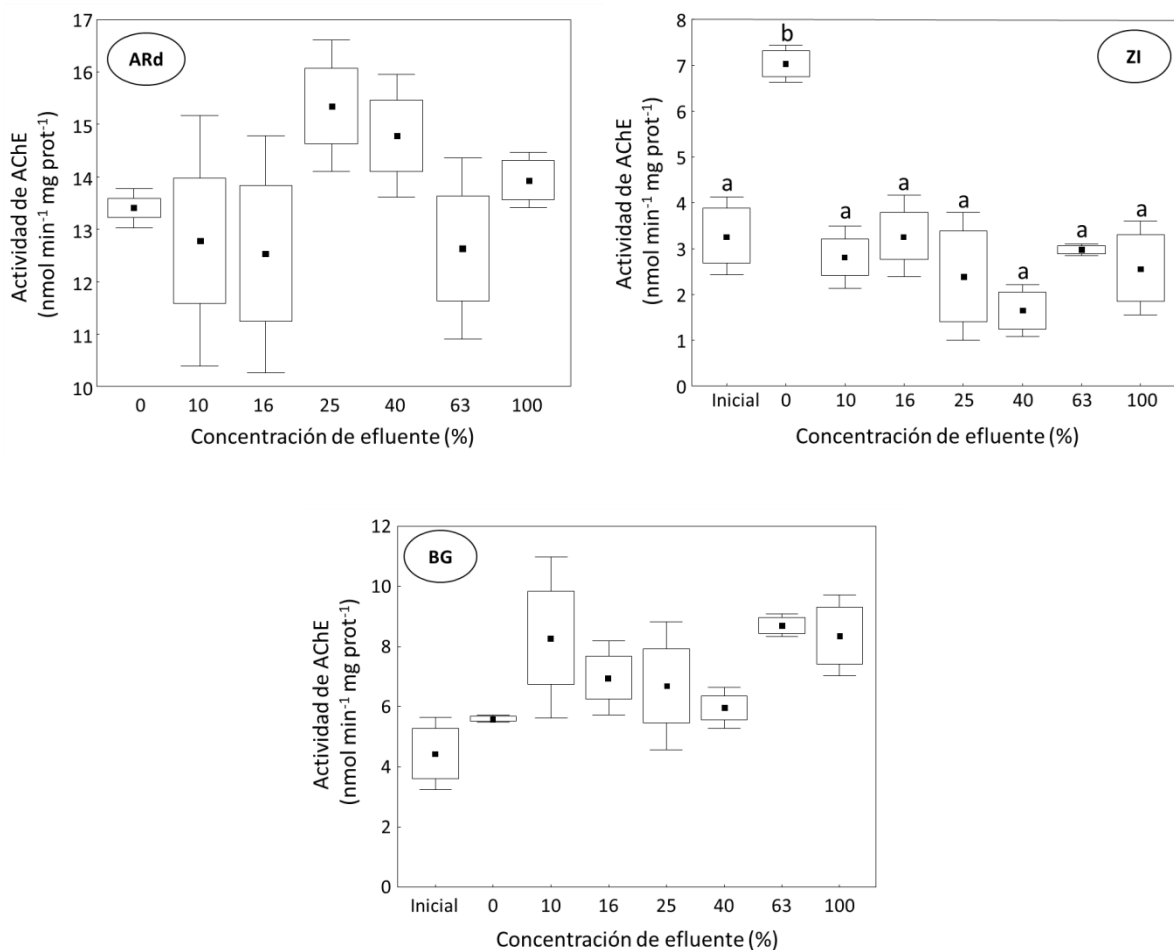 ARd
Actividad de AChE
(nmol min⁻¹ mg prot⁻¹)
17
16
15
14
13
12
11
10
0 10 16 25 40 63 100
Concentración de efluente (%)
ZI
Actividad de AChE
(nmol min⁻¹ mg prot⁻¹)
8
7
6
5
4
3
2
1
0
a b a a a a a a
Inicial 0 10 16 25 40 63 100
Concentración de efluente (%)
BG
Actividad de AChE
(nmol min⁻¹ mg prot⁻¹)
12
10
8
6
4
2
0
Inicial 0 10 16 25 40 63 100
Concentración de efluente (%)